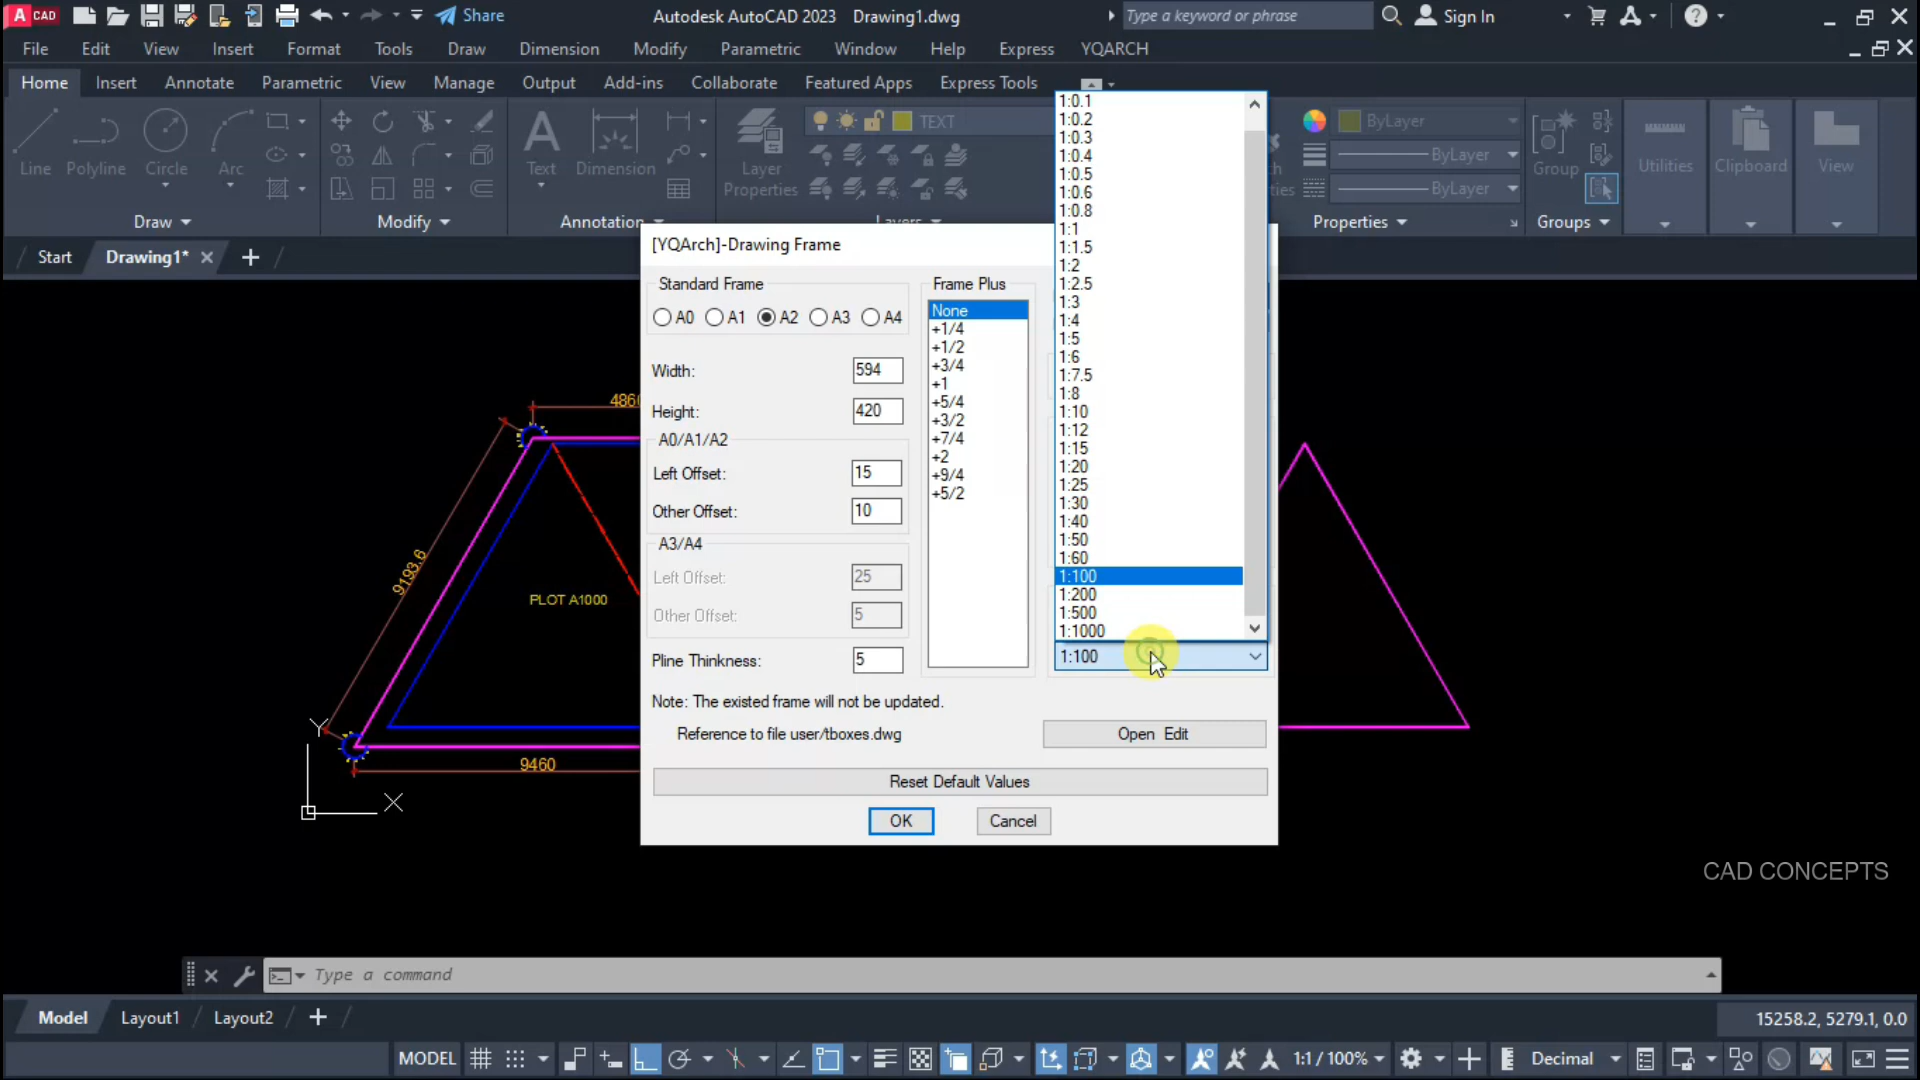 CAD
Share
Autodesk AutoCAD 2023 Drawing1.dwg
Type a keyword or phrase
Sign In
File Edit View Insert Format Tools Draw Dimension Modify Parametric Window Help Express YQARCH
Home Insert Annotate Parametric View Manage Output Add-ins Collaborate Featured Apps Express Tools
TEXT
ByLayer
Line Polyline Circle Arc
Text Dimension
Layer
Properties
ByLayer
ByLayer
Group
Utilities
Clipboard
View
Draw
Modify
Annotation
Layers
Properties
Groups
Start
Drawing1*
[YQArch]-Drawing Frame
Standard Frame
A0 A1 A2 A3 A4
Width: 594
Height: 420
A0/A1/A2
Left Offset: 15
Other Offset: 10
A3/A4
Left Offset: 25
Other Offset: 5
Pline Thinkness: 5
Frame Plus
None
+1/4
+1/2
+3/4
+1
+5/4
+3/2
+7/4
+2
+9/4
+5/2
1:0.1
1:0.2
1:0.3
1:0.4
1:0.5
1:0.6
1:0.8
1:1
1:1.5
1:2
1:2.5
1:3
1:4
1:5
1:6
1:7.5
1:8
1:10
1:12
1:15
1:20
1:25
1:30
1:40
1:50
1:60
1:100
1:200
1:500
1:1000
1:100
Note: The existed frame will not be updated.
Reference to file user/tboxes.dwg
Open Edit
Reset Default Values
OK
Cancel
9193.6
PLOT A1000
9460
Y
X
CAD CONCEPTS
Type a command
Model Layout1 Layout2
15258.2, 5279.1, 0.0
MODEL
1:1 / 100%
Decimal